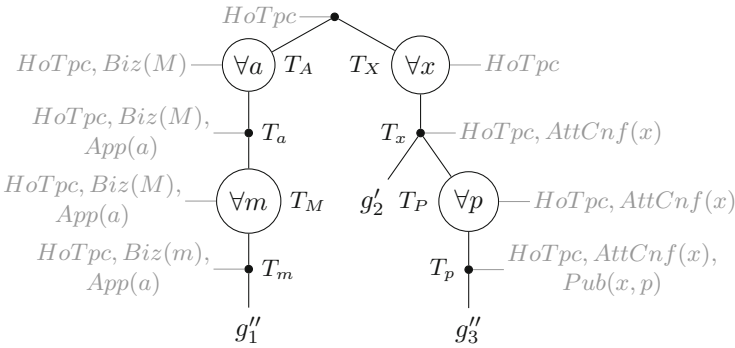 HoTpc
HoTpc, Biz(M) ∀a T_A T_X ∀x HoTpc
HoTpc, Biz(M),
App(a) T_a T_x HoTpc, AttCnf(x)
HoTpc, Biz(M),
App(a) ∀m T_M g′_2 T_P ∀p HoTpc, AttCnf(x)
HoTpc, Biz(m),
App(a) T_m T_p HoTpc, AttCnf(x),
Pub(x, p)
g″_1 g″_3